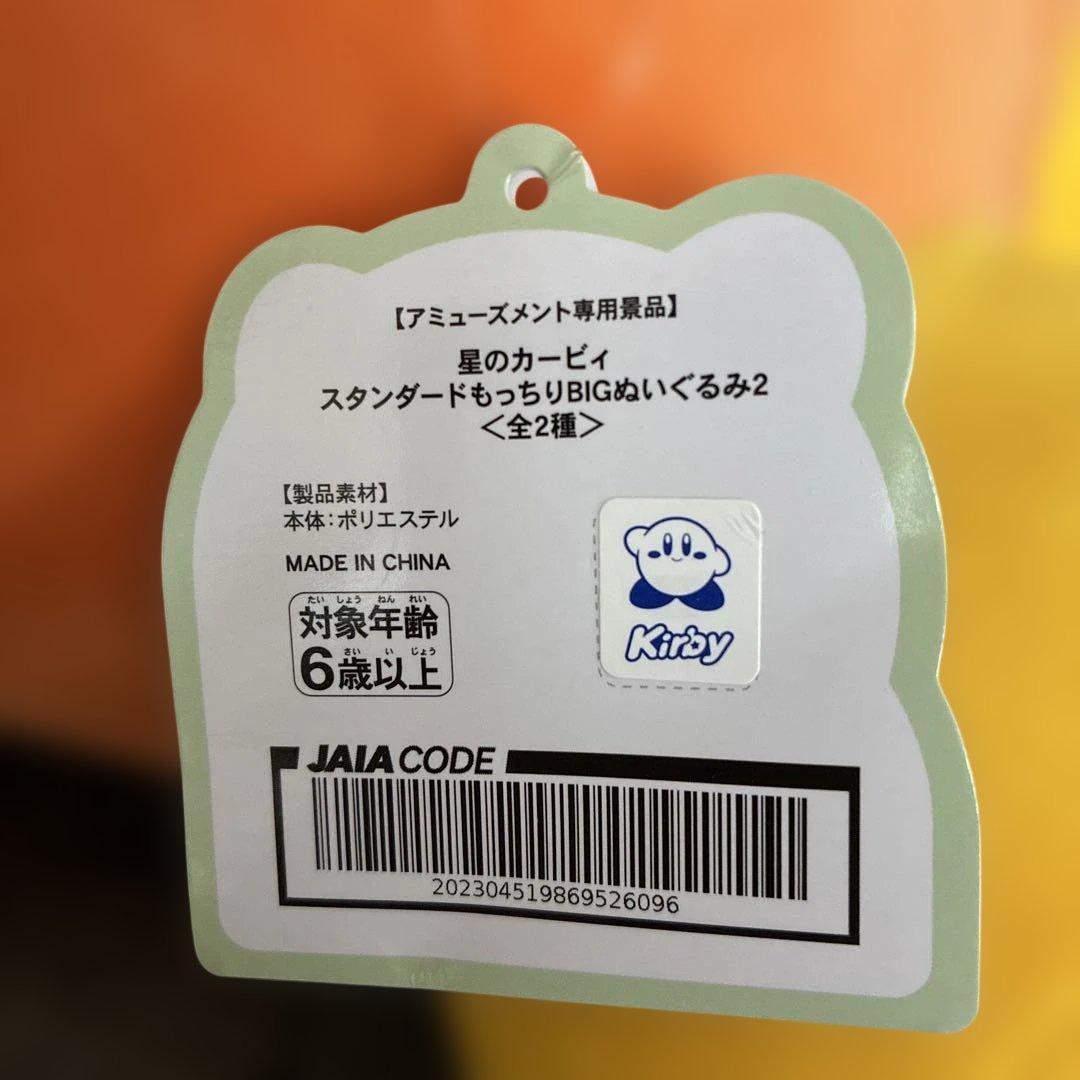 【アミューズメント専用景品】
星のカービィ
スタンダードもっちりBIGぬいぐるみ2
＜全2種＞
【製品素材】
本体：ポリエステル
MADE IN CHINA
たい しょう ねん れい
対象年齢
さい い じょう
6歳以上
Kirby
JAIA CODE
202304519869526096